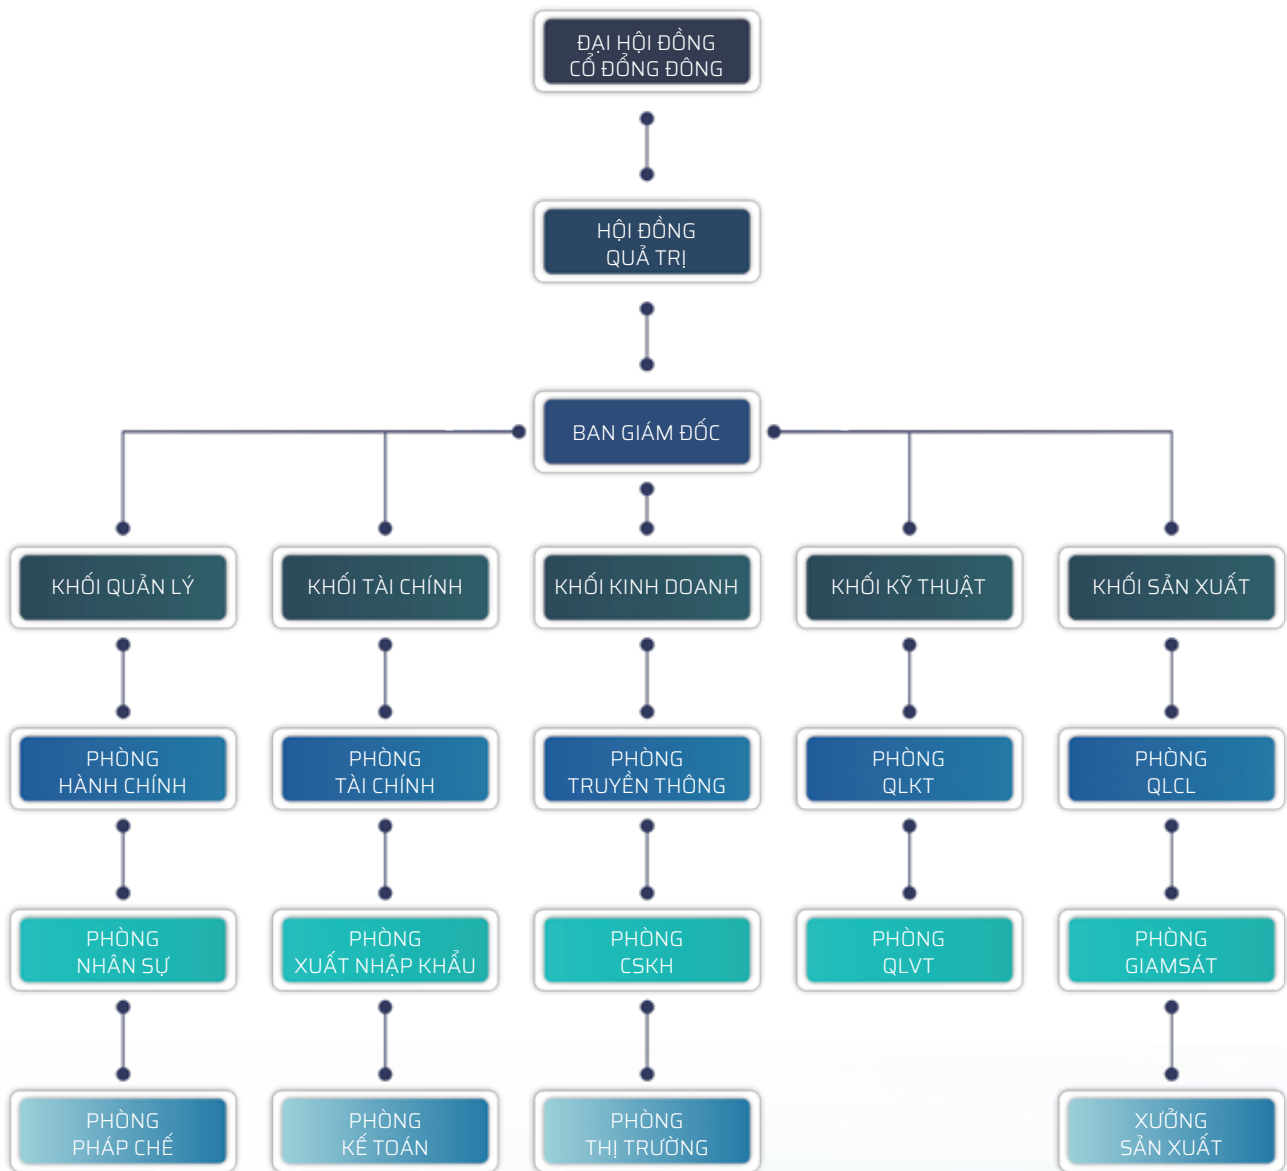 ĐẠI HỘI ĐỒNG
CỔ ĐỔNG ĐÔNG
HỘI ĐỒNG
QUẢ TRỊ
BAN GIÁM ĐỐC
KHỐI QUẢN LÝ
KHỐI TÀI CHÍNH
KHỐI KINH DOANH
KHỐI KỸ THUẬT
KHỐI SẢN XUẤT
PHÒNG
HÀNH CHÍNH
PHÒNG
TÀI CHÍNH
PHÒNG
TRUYỀN THÔNG
PHÒNG
QLKT
PHÒNG
QLCL
PHÒNG
NHÂN SỰ
PHÒNG
XUẤT NHẬP KHẨU
PHÒNG
CSKH
PHÒNG
QLVT
PHÒNG
GIAMSÁT
PHÒNG
PHÁP CHẾ
PHÒNG
KẾ TOÁN
PHÒNG
THỊ TRƯỜNG
XƯỞNG
SẢN XUẤT